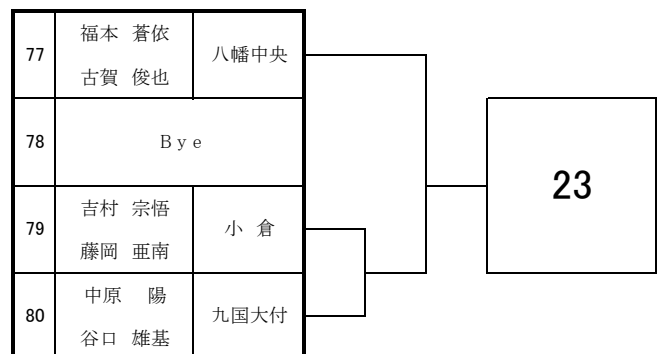 77 福本 蒼依 古賀 俊也 八幡中央
78 Bye
79 吉村 宗悟 藤岡 亜南 小 倉
80 中原 陽 谷口 雄基 九国大付
23